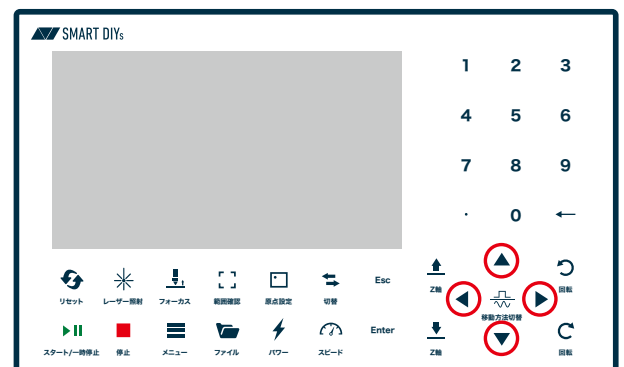 SMART DIYs
1 2 3
4 5 6
7 8 9
. 0 ←
リセット レーザー照射 フォーカス 範囲確認 原点設定 切替 Esc Z軸 回転
移動方法切替
スタート/一時停止 停止 メニュー ファイル パワー スピード Enter Z軸 回転